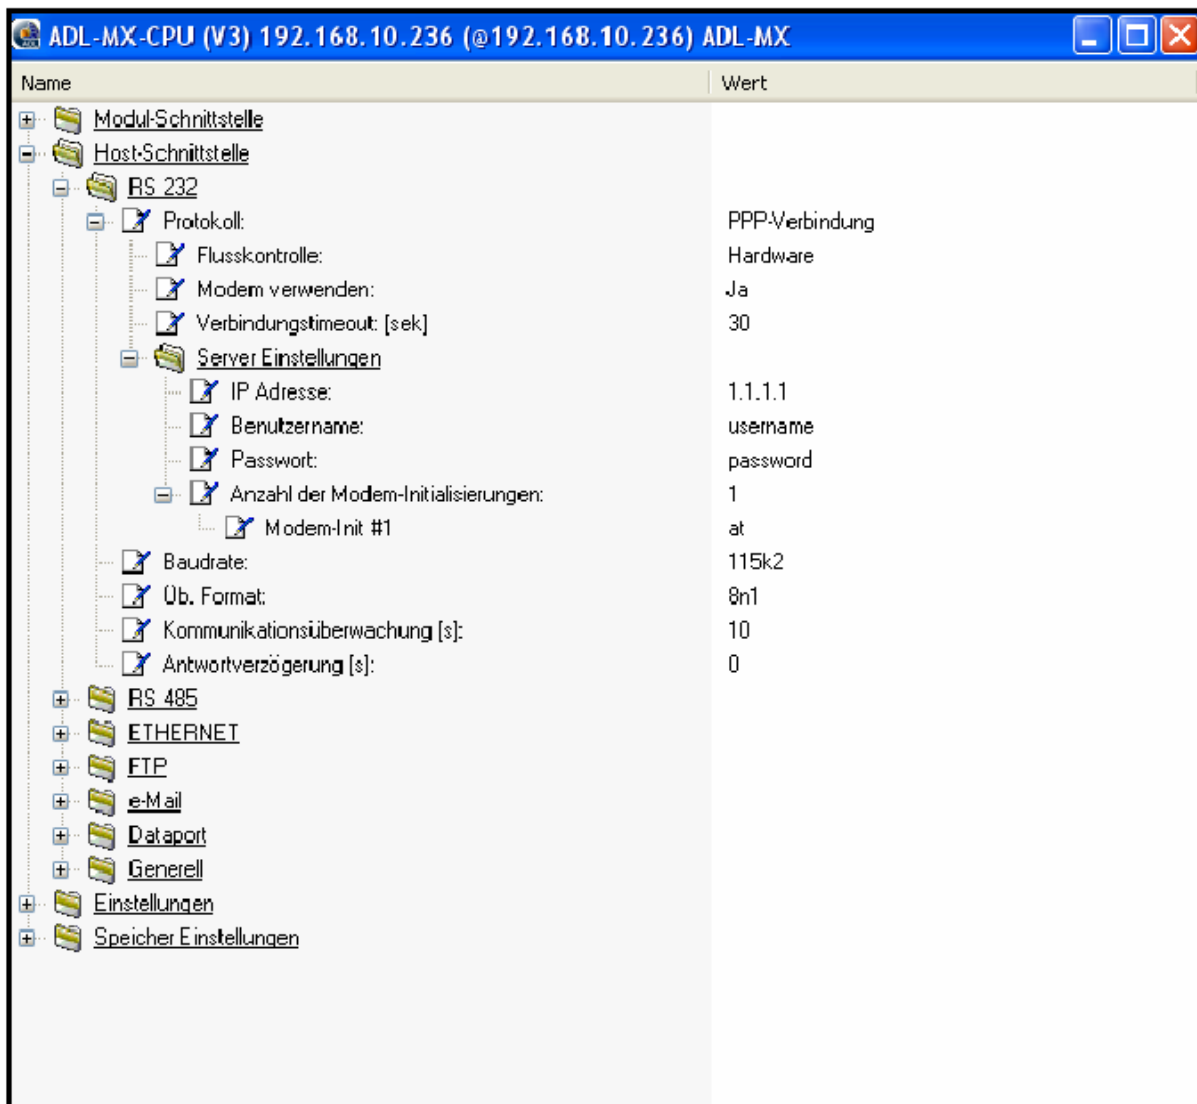 ADL-MX-CPU (V3) 192.168.10.236 (@192.168.10.236) ADL-MX
Name Wert
Modul-Schnittstelle
Host-Schnittstelle
RS 232
Protokoll: PPP-Verbindung
Flusskontrolle: Hardware
Modem verwenden: Ja
Verbindungstimeout: [sek] 30
Server Einstellungen
IP Adresse: 1.1.1.1
Benutzername: username
Passwort: password
Anzahl der Modem-Initialisierungen: 1
Modem-Init #1 at
Baudrate: 115k2
Üb. Format: 8n1
Kommunikationsüberwachung [s]: 10
Antwortverzögerung [s]: 0
RS 485
ETHERNET
FTP
e-Mail
Dataport
Generell
Einstellungen
Speicher Einstellungen